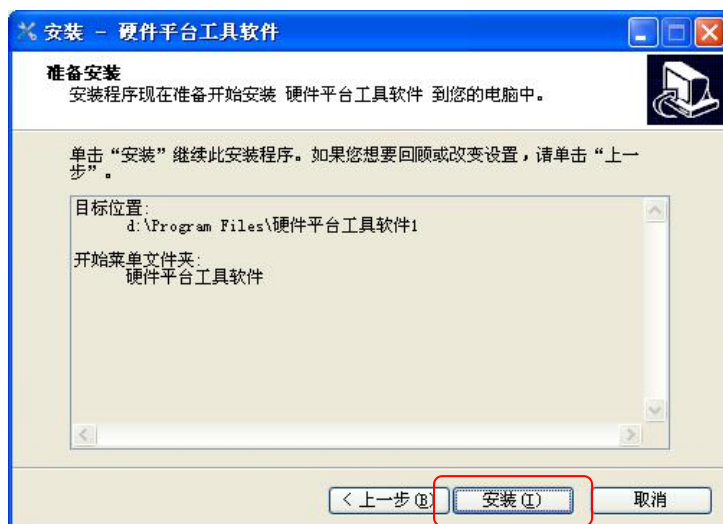 安装 - 硬件平台工具软件
准备安装
安装程序现在准备开始安装 硬件平台工具软件 到您的电脑中。
单击“安装”继续此安装程序。如果您想要回顾或改变设置，请单击“上一
步”。
目标位置:
d:\Program Files\硬件平台工具软件1
开始菜单文件夹:
硬件平台工具软件
< 上一步(B)
安装(I)
取消